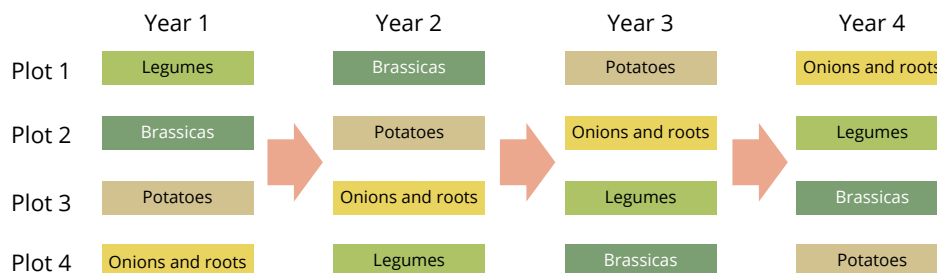 Year 1 Year 2 Year 3 Year 4
Plot 1 Legumes Brassicas Potatoes Onions and roots
Plot 2 Brassicas Potatoes Onions and roots Legumes
Plot 3 Potatoes Onions and roots Legumes Brassicas
Plot 4 Onions and roots Legumes Brassicas Potatoes